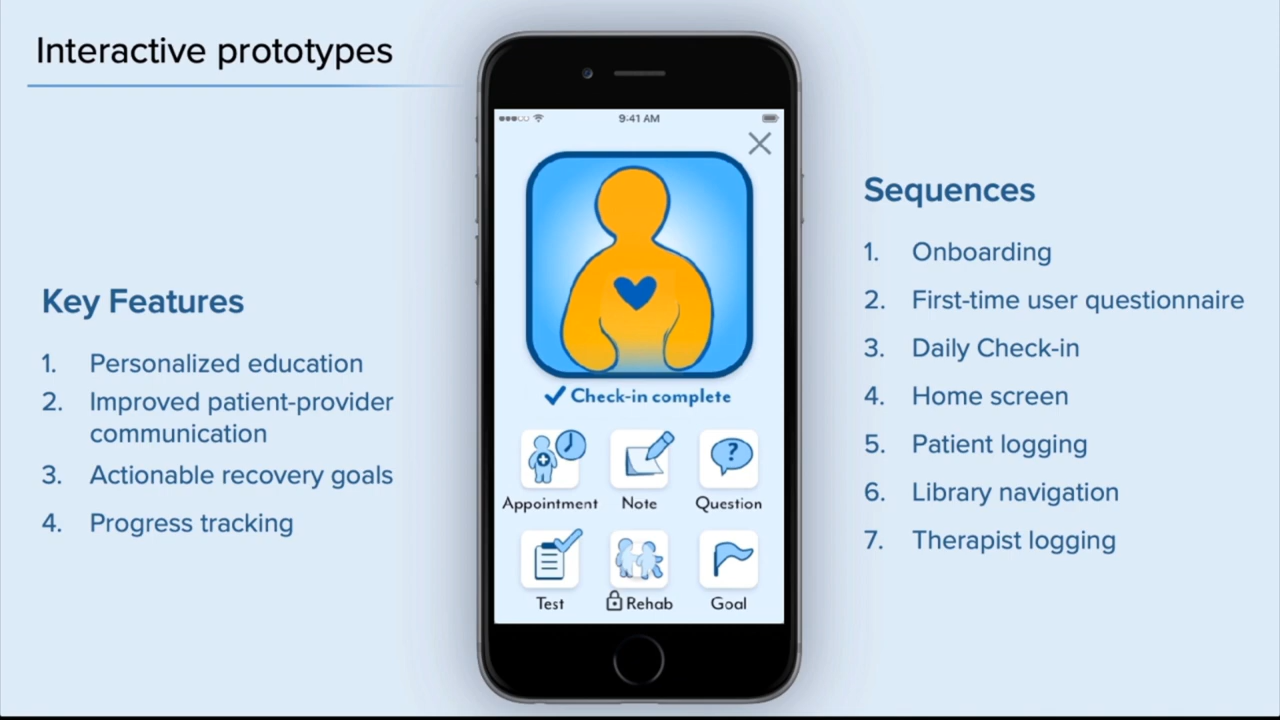 Interactive prototypes
Key Features
1. Personalized education
2. Improved patient-provider
communication
3. Actionable recovery goals
4. Progress tracking
9:41 AM
Check-in complete
Appointment
Note
?
Question
Test
Rehab
Goal
Sequences
1. Onboarding
2. First-time user questionnaire
3. Daily Check-in
4. Home screen
5. Patient logging
6. Library navigation
7. Therapist logging